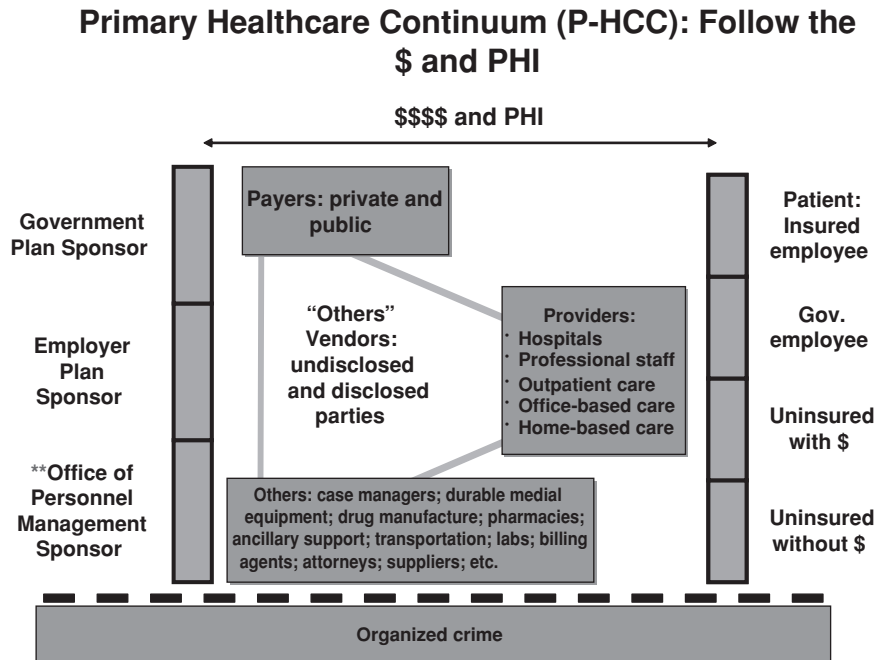 Primary Healthcare Continuum (P-HCC): Follow the
$ and PHI
$$$$ and PHI
Government
Plan Sponsor
Employer
Plan
Sponsor
**Office of
Personnel
Management
Sponsor
Payers: private and
public
“Others”
Vendors:
undisclosed
and disclosed
parties
Providers:
· Hospitals
· Professional staff
· Outpatient care
· Office-based care
· Home-based care
Others: case managers; durable medial
equipment; drug manufacture; pharmacies;
ancillary support; transportation; labs; billing
agents; attorneys; suppliers; etc.
Patient:
Insured
employee
Gov.
employee
Uninsured
with $
Uninsured
without $
Organized crime